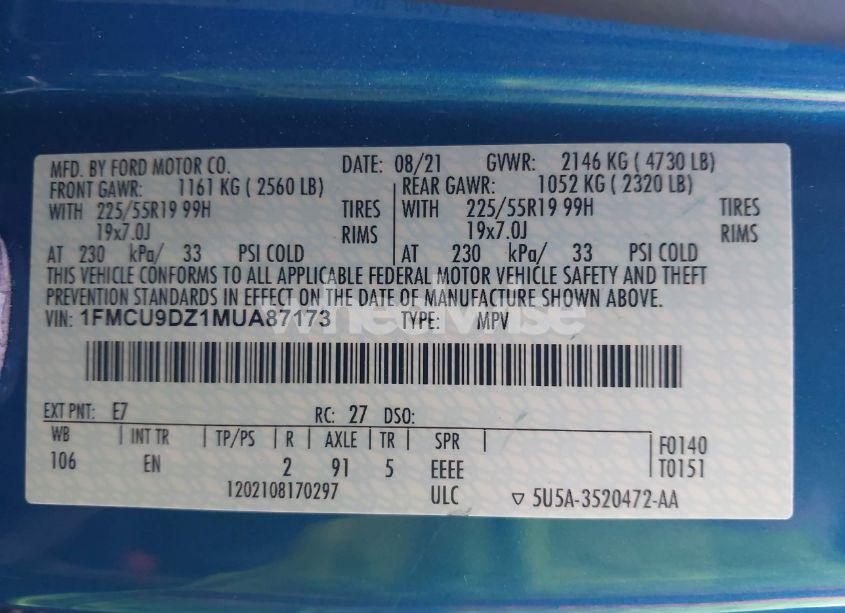 MFD. BY FORD MOTOR CO. DATE: 08/21 GVWR: 2146 KG ( 4730 LB)
FRONT GAWR: 1161 KG ( 2560 LB) REAR GAWR: 1052 KG ( 2320 LB)
WITH 225/55R19 99H TIRES WITH 225/55R19 99H TIRES
19x7.0J RIMS 19x7.0J RIMS
AT 230 kPa/ 33 PSI COLD AT 230 kPa/ 33 PSI COLD
THIS VEHICLE CONFORMS TO ALL APPLICABLE FEDERAL MOTOR VEHICLE SAFETY AND THEFT
PREVENTION STANDARDS IN EFFECT ON THE DATE OF MANUFACTURE SHOWN ABOVE.
VIN: 1FMCU9DZ1MUA87173 TYPE: MPV
EXT PNT: E7 RC: 27 DSO:
WB INT TR TP/PS R AXLE TR SPR F0140
106 EN 2 91 5 EEEE T0151
1202108170297 ULC 5U5A-3520472-AA